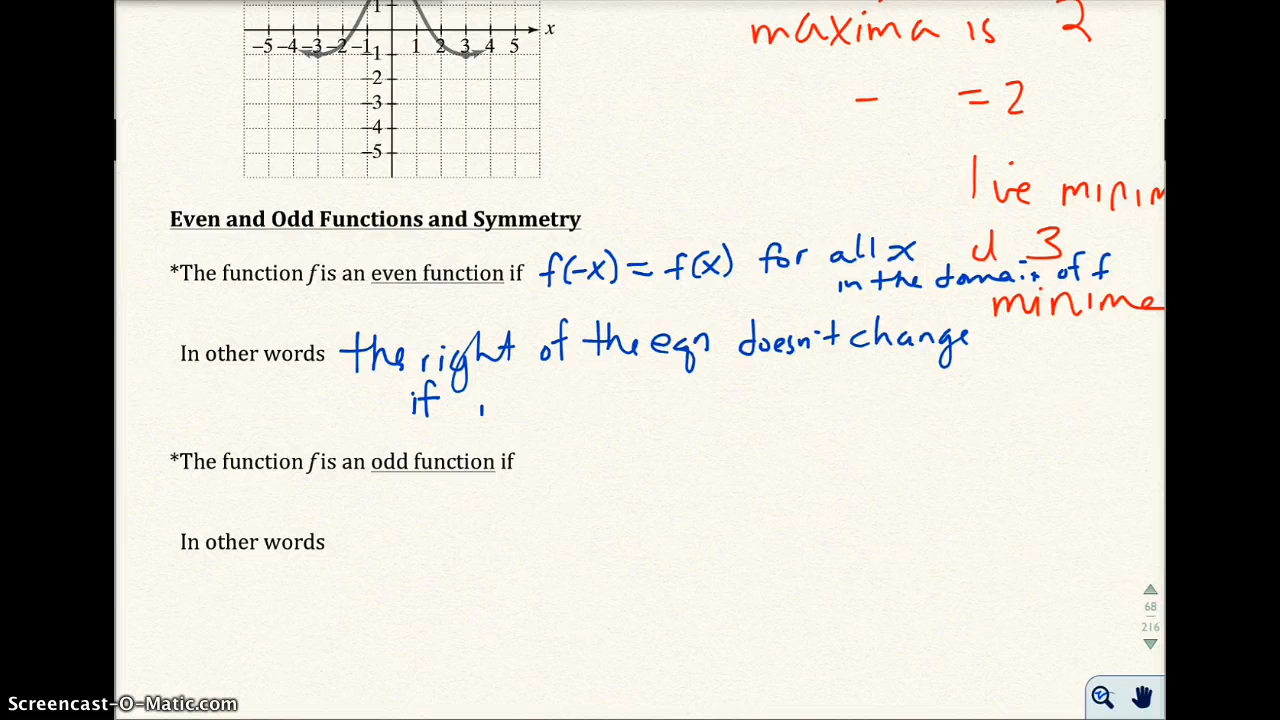 1
x
−5 −4 −3 −2 −1 1 2 3 4 5
−1
−2
−3
−4
−5
maxima is 2
- = 2
Even and Odd Functions and Symmetry
*The function f is an even function if f(-x) = f(x) for all x
in the domain of f
3
minime
In other words the right of the eqn doesn't change
if
*The function f is an odd function if
In other words
68
216
Screencast-O-Matic.com